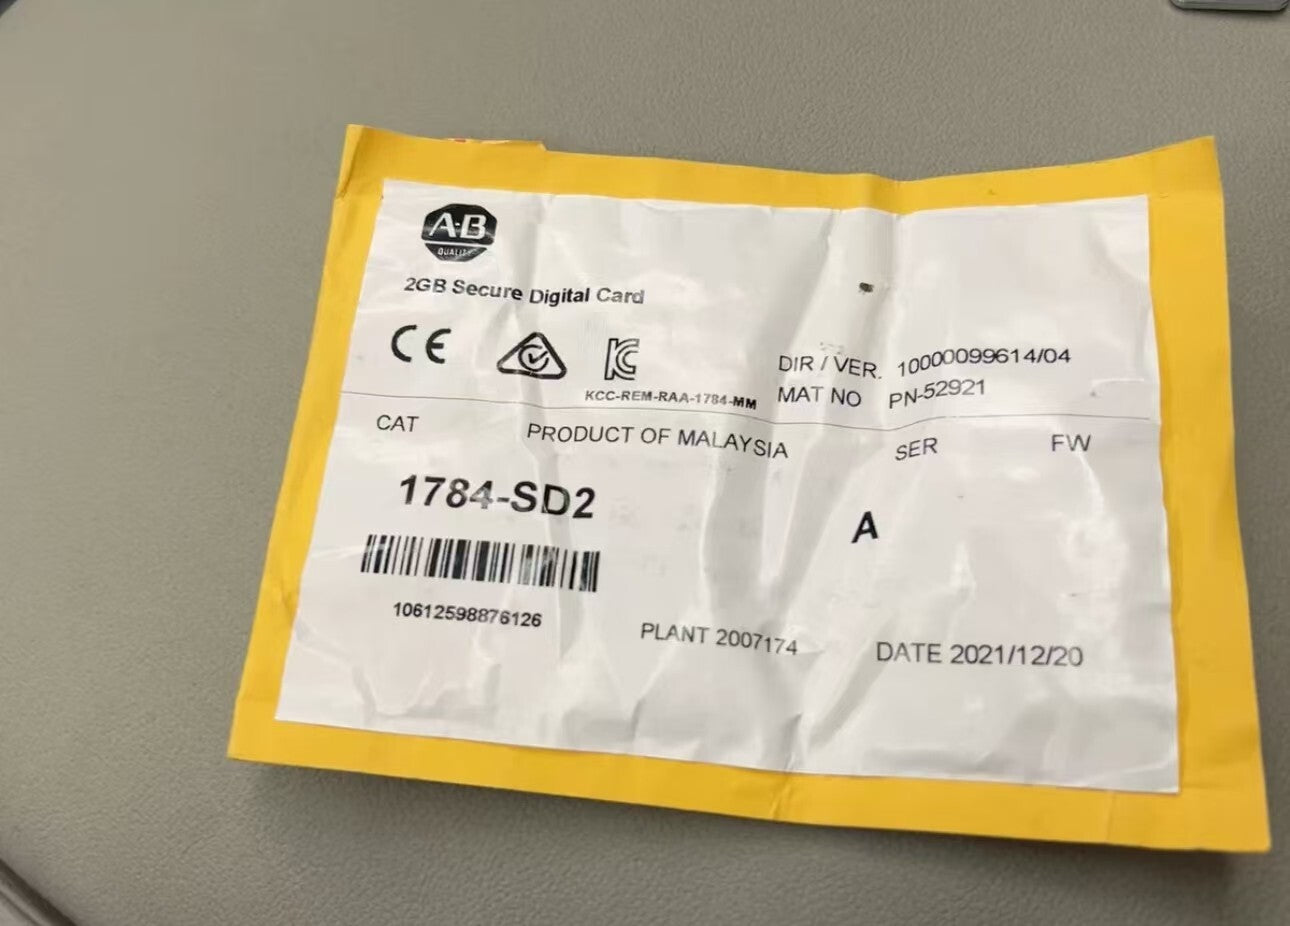 A-B
QUALITY
2GB Secure Digital Card
CE
KCC-REM-RAA-1784-MM
DIR / VER. 10000099614/04
MAT NO PN-52921
CAT PRODUCT OF MALAYSIA SER FW
1784-SD2
A
10612598876126
PLANT 2007174 DATE 2021/12/20